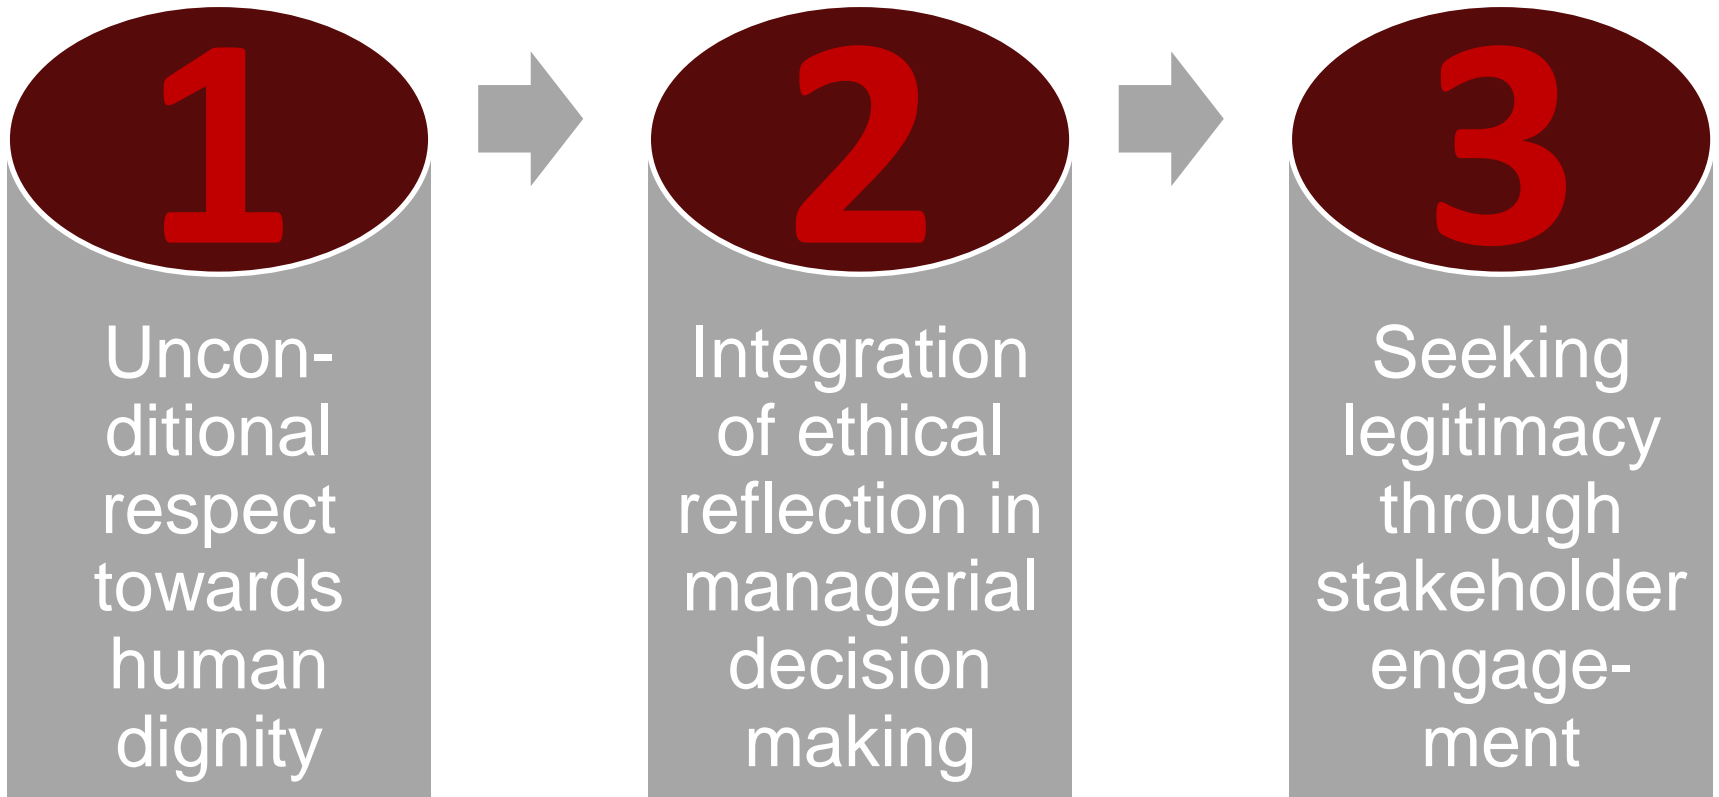 1
Uncon-
ditional
respect
towards
human
dignity
2
Integration
of ethical
reflection in
managerial
decision
making
3
Seeking
legitimacy
through
stakeholder
engage-
ment